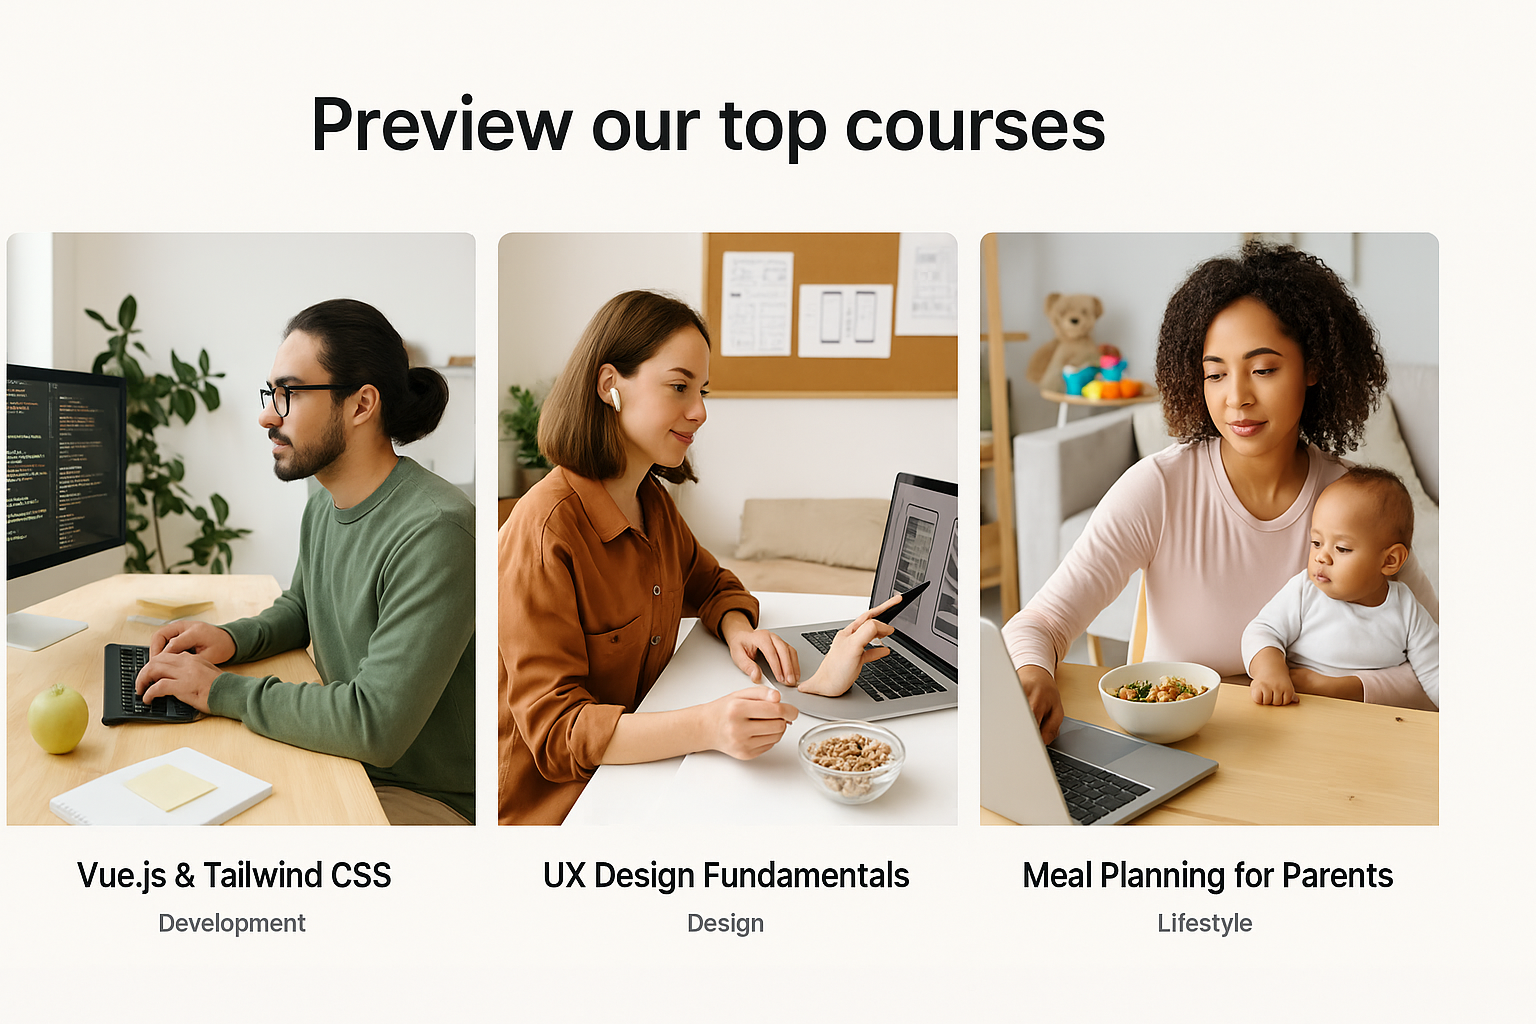 Preview our top courses
Vue.js & Tailwind CSS
Development
UX Design Fundamentals
Design
Meal Planning for Parents
Lifestyle